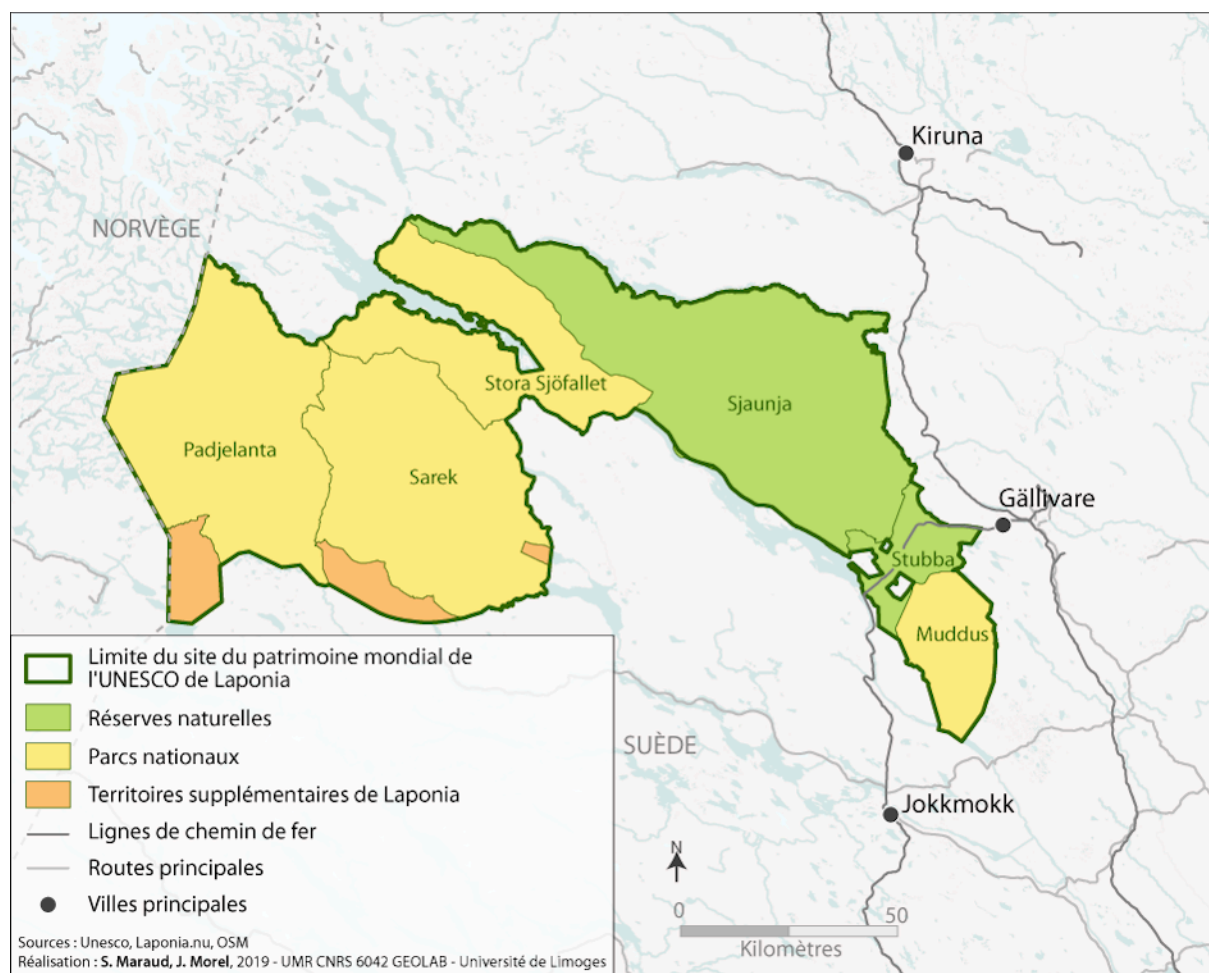 Kiruna
NORVÈGE
Stora Sjöfallet
Sjaunja
Padjelanta
Sarek
Gällivare
Stubba
Muddus
SUÈDE
Jokkmokk
Limite du site du patrimoine mondial de
l'UNESCO de Laponia
Réserves naturelles
Parcs nationaux
Territoires supplémentaires de Laponia
Lignes de chemin de fer
Routes principales
Villes principales
N
0 50
Kilomètres
Sources : Unesco, Laponia.nu, OSM
Réalisation : S. Maraud, J. Morel, 2019 - UMR CNRS 6042 GEOLAB - Université de Limoges